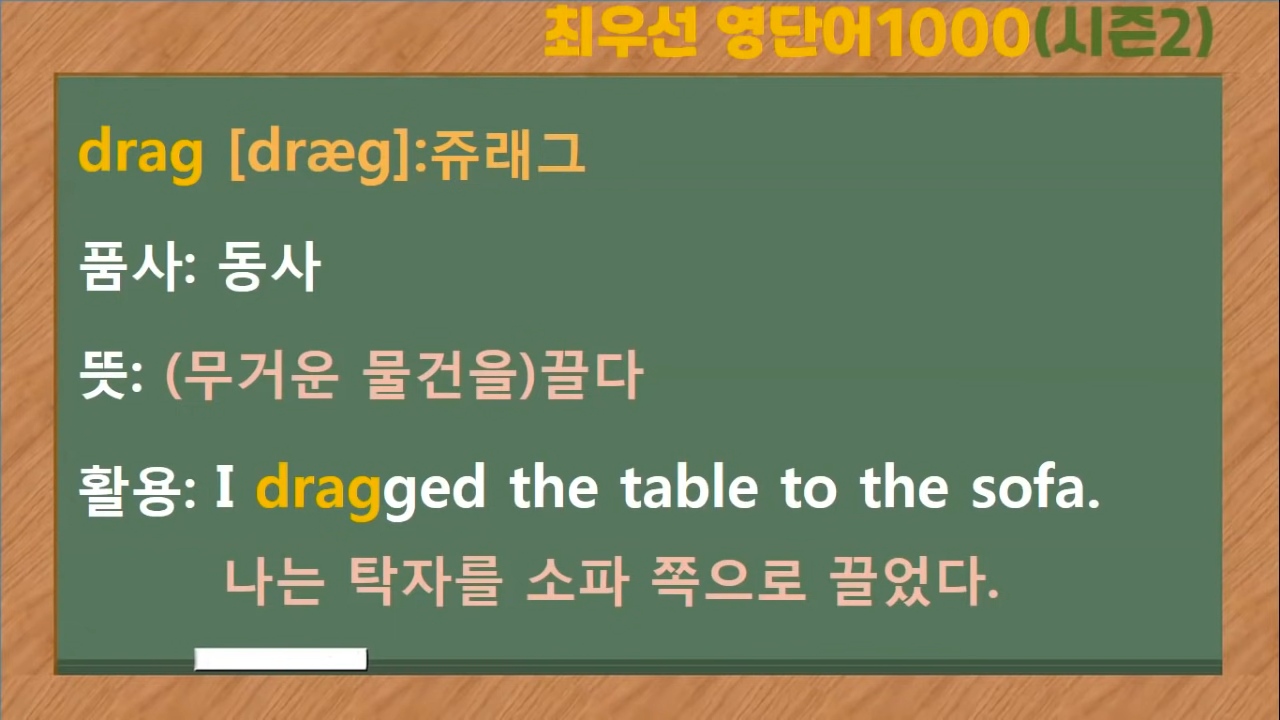 최우선 영단어1000(시즌2)
drag [dræg]:쥬래그
품사: 동사
뜻: (무거운 물건을)끌다
활용: I dragged the table to the sofa.
나는 탁자를 소파 쪽으로 끌었다.